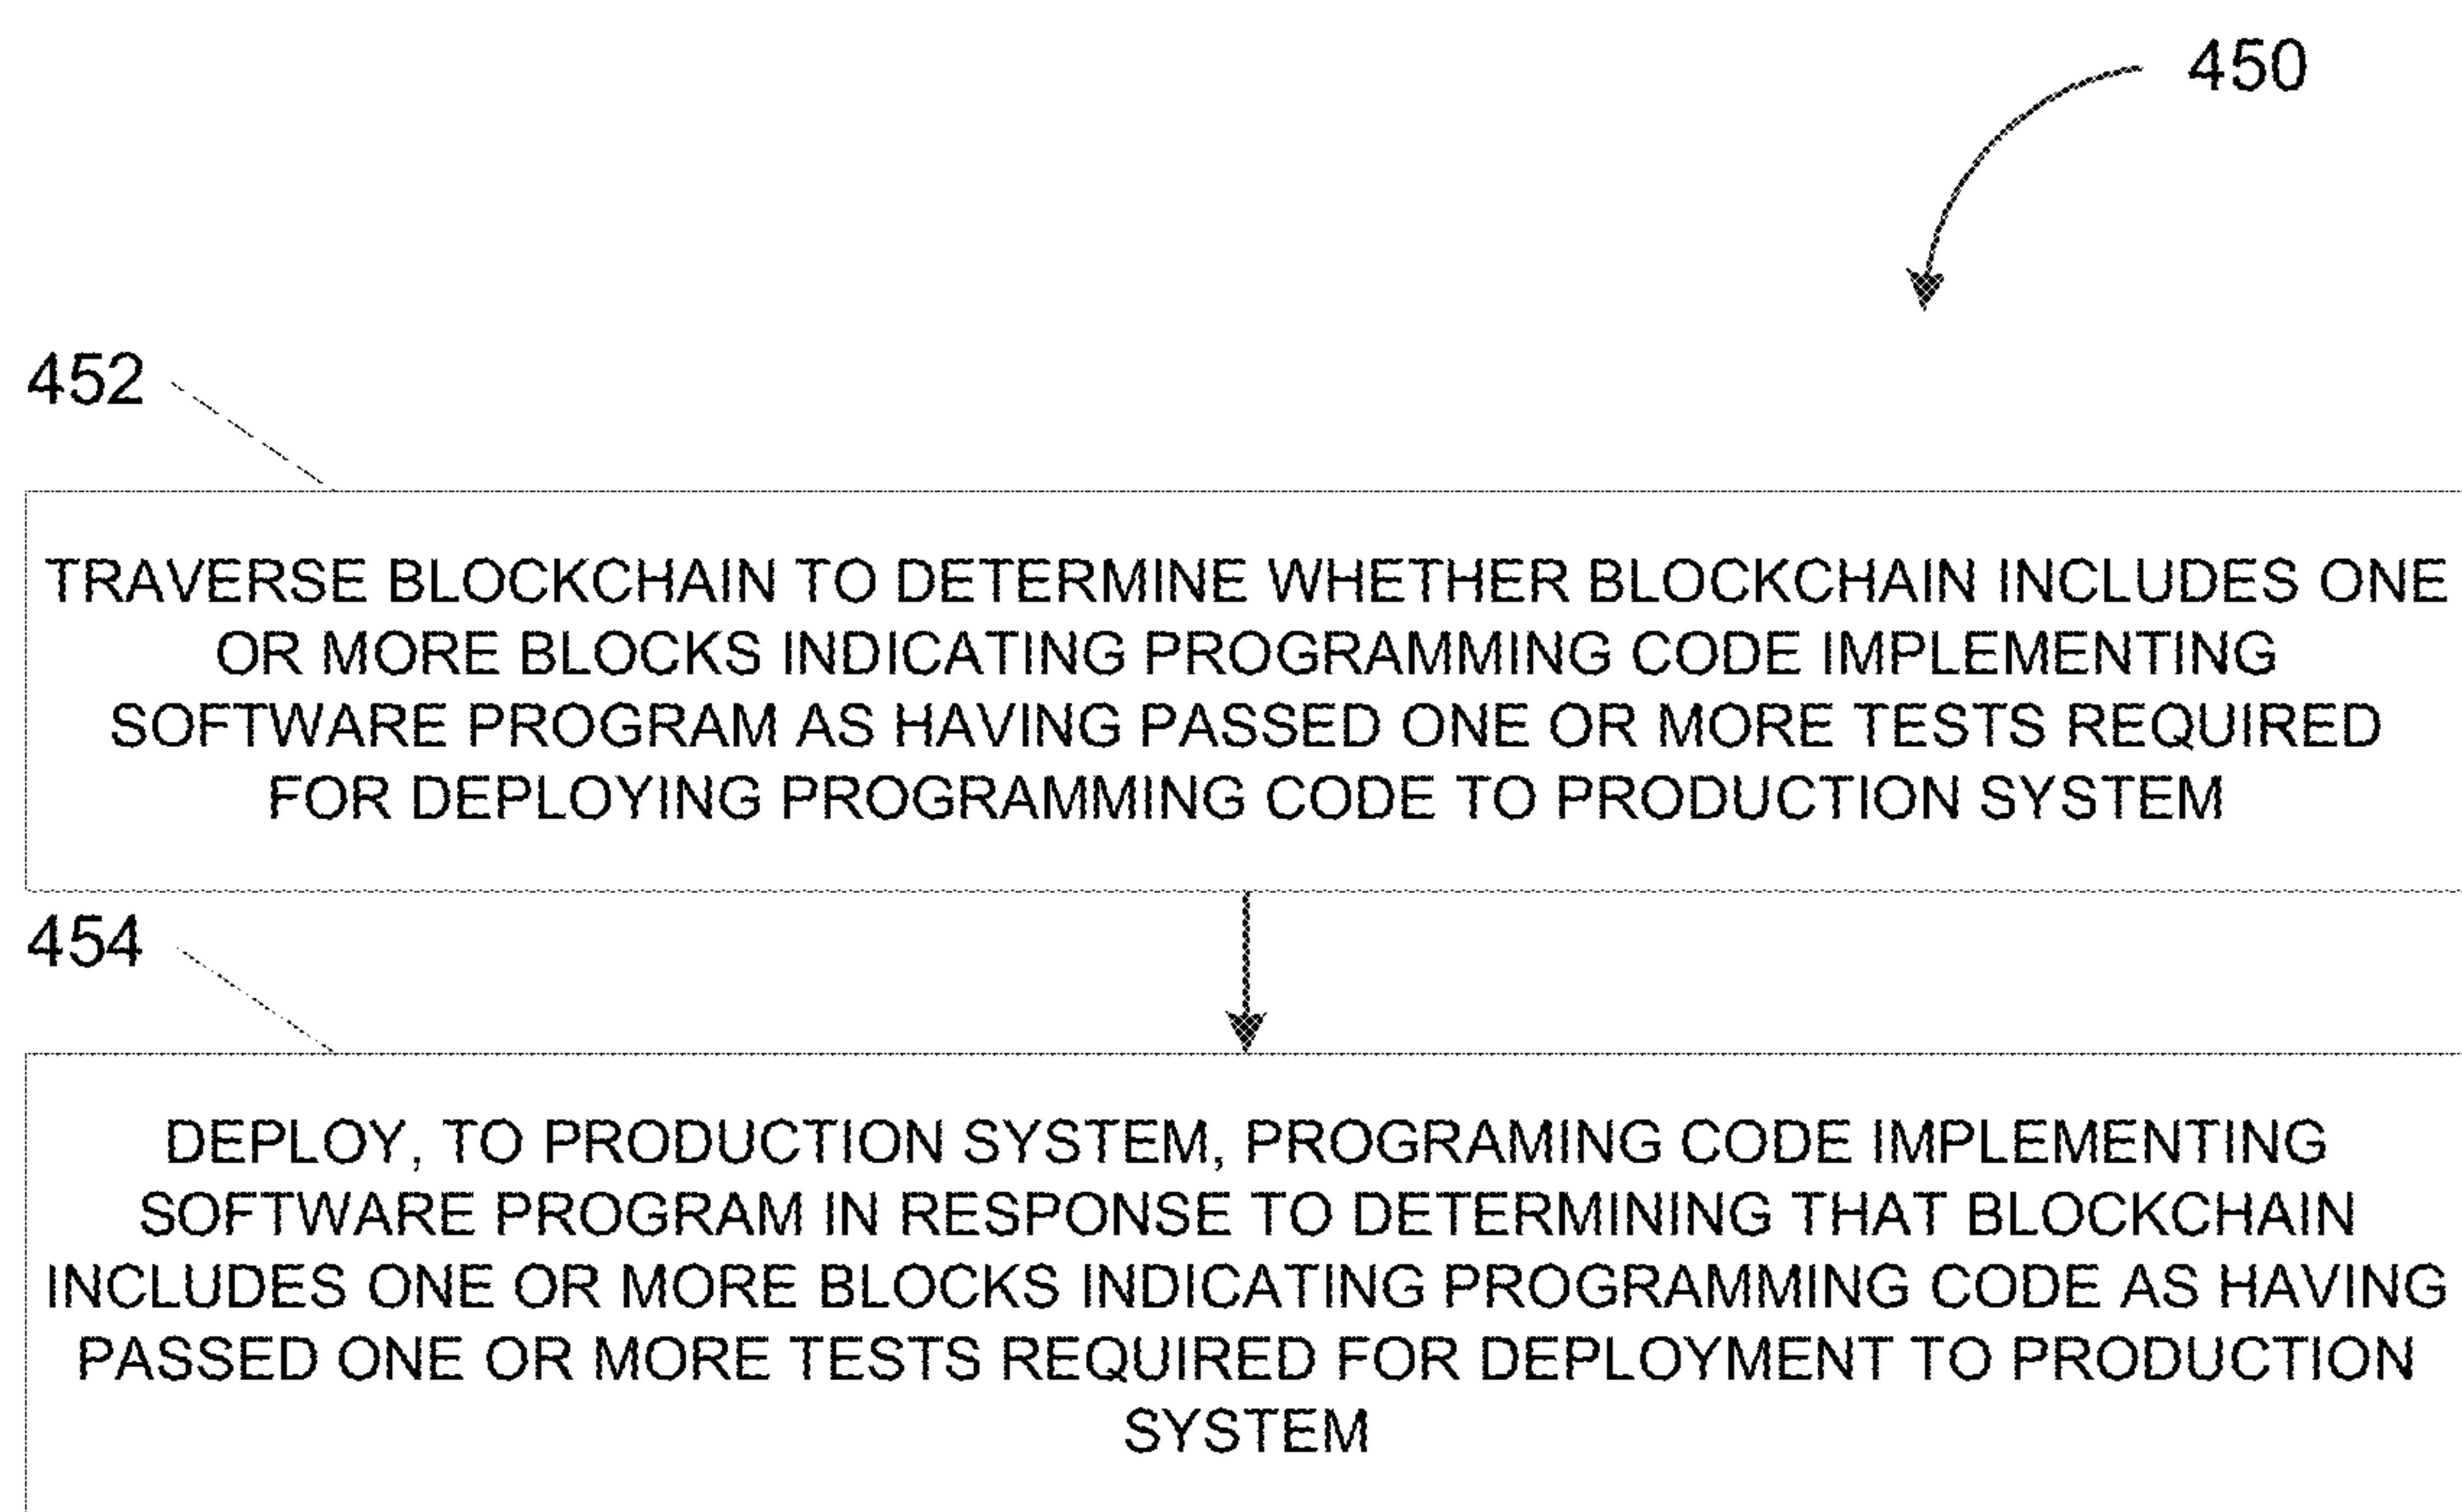 450
452
TRAVERSE BLOCKCHAIN TO DETERMINE WHETHER BLOCKCHAIN INCLUDES ONE
OR MORE BLOCKS INDICATING PROGRAMMING CODE IMPLEMENTING
SOFTWARE PROGRAM AS HAVING PASSED ONE OR MORE TESTS REQUIRED
FOR DEPLOYING PROGRAMMING CODE TO PRODUCTION SYSTEM
454
DEPLOY, TO PRODUCTION SYSTEM, PROGRAMING CODE IMPLEMENTING
SOFTWARE PROGRAM IN RESPONSE TO DETERMINING THAT BLOCKCHAIN
INCLUDES ONE OR MORE BLOCKS INDICATING PROGRAMMING CODE AS HAVING
PASSED ONE OR MORE TESTS REQUIRED FOR DEPLOYMENT TO PRODUCTION
SYSTEM